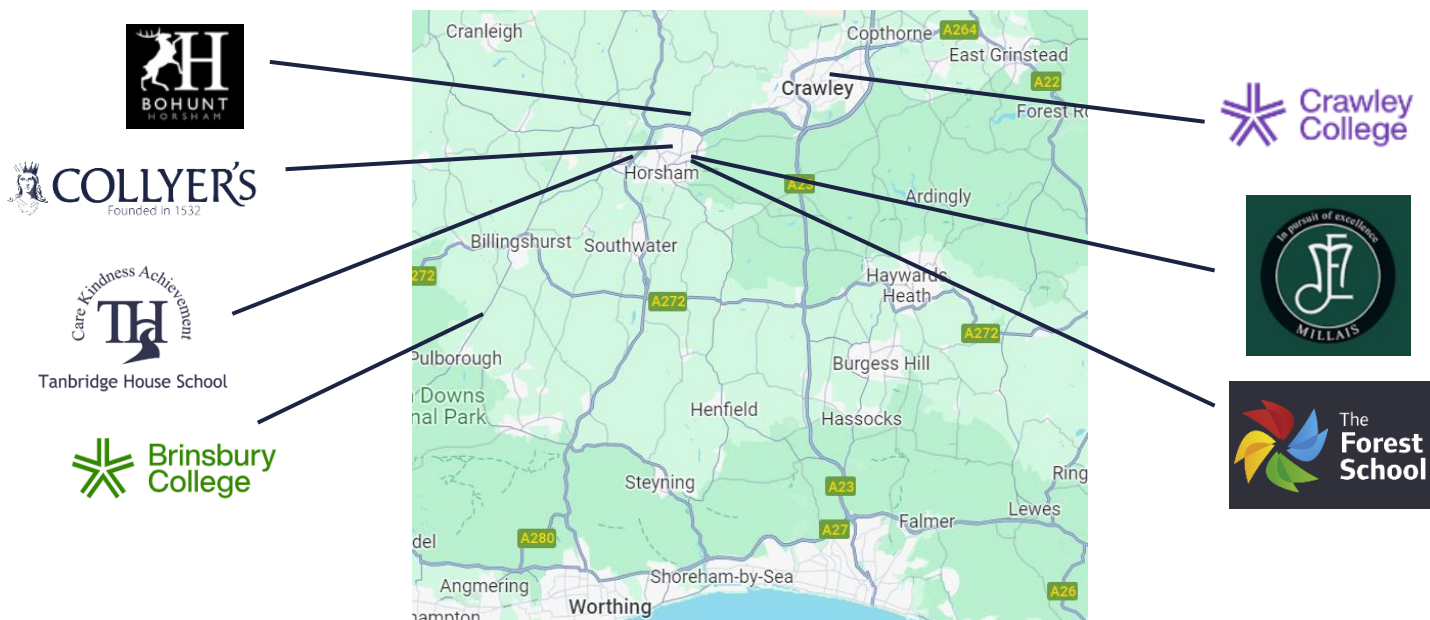 BOHUNT
HORSHAM
COLLYER'S
Founded in 1532
Care Kindness Achievement
THS
Tanbridge House School
Brinsbury
College
Cranleigh
Copthorne
A264
East Grinstead
A22
Crawley
Forest Ro
Horsham
A23
Ardingly
Billingshurst
Southwater
272
Haywards
Heath
A272
A272
Pulborough
Burgess Hill
Downs
nal Park
Henfield
Hassocks
Steyning
Ring
A23
Lewes
A27
Falmer
A280
del
Shoreham-by-Sea
Angmering
A26
Worthing
hampton
Crawley
College
In pursuit of excellence
MILLAIS
The
Forest
School